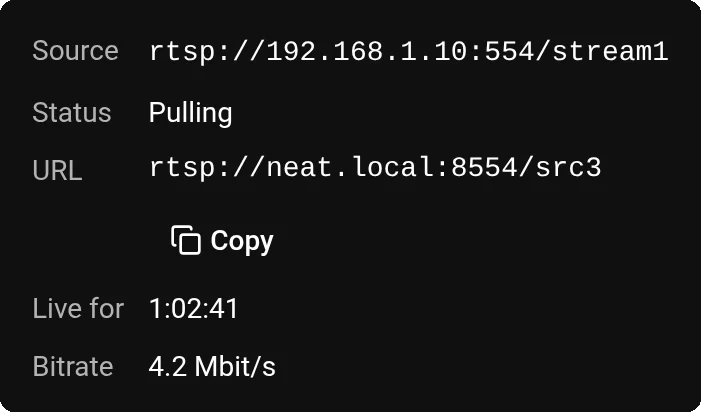 Source rtsp://192.168.1.10:554/stream1
Status Pulling
URL rtsp://neat.local:8554/src3
Copy
Live for 1:02:41
Bitrate 4.2 Mbit/s